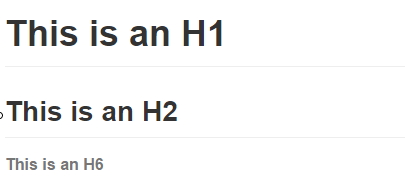 This is an H1
This is an H2
This is an H6